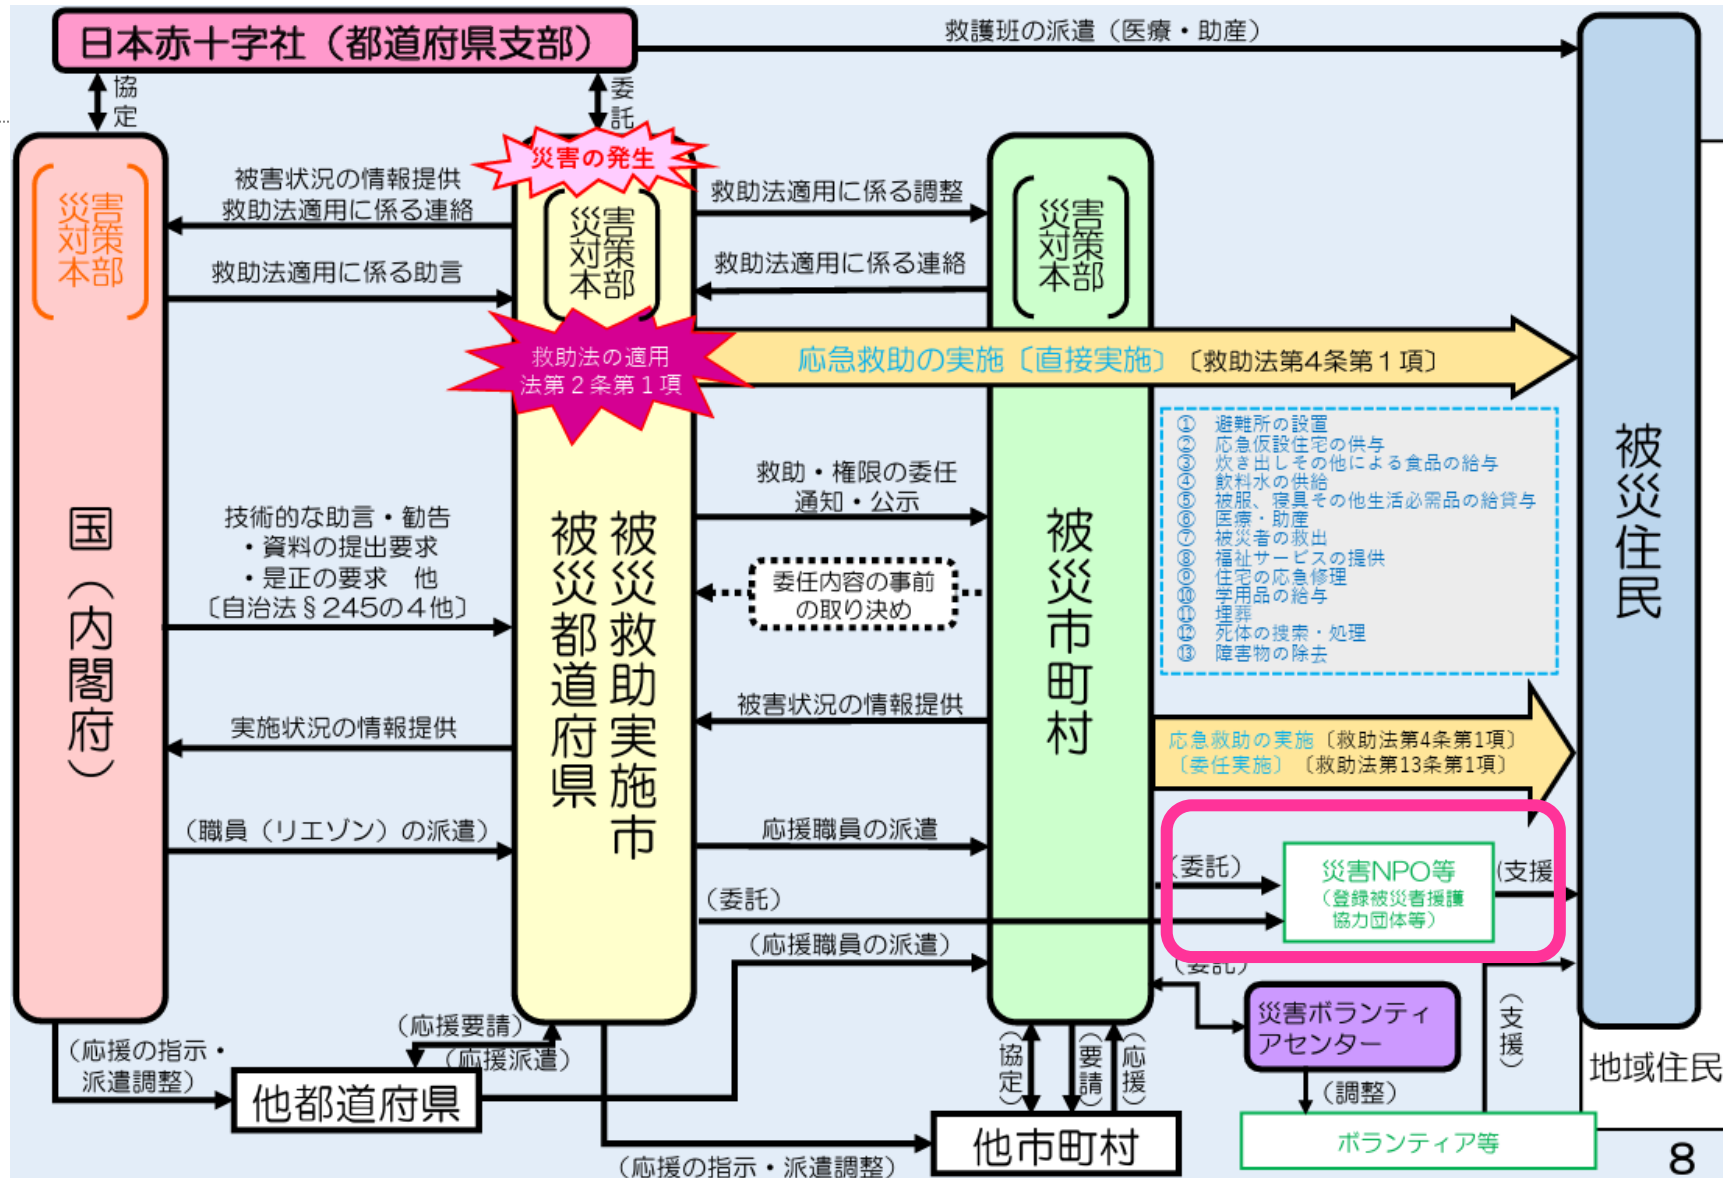 日本赤十字社（都道府県支部）
救護班の派遣（医療・助産）
協定
委託
災害の発生
〔災害対策本部〕
被害状況の情報提供
救助法適用に係る連絡
〔災害対策本部〕
救助法適用に係る調整
〔災害対策本部〕
救助法適用に係る助言
救助法適用に係る連絡
救助法の適用
法第２条第１項
応急救助の実施〔直接実施〕〔救助法第4条第１項〕
① 避難所の設置
② 応急仮設住宅の供与
③ 炊き出しその他による食品の給与
④ 飲料水の供給
⑤ 被服、寝具その他生活必需品の給貸与
⑥ 医療・助産
⑦ 被災者の救出
⑧ 福祉サービスの提供
⑨ 住宅の応急修理
⑩ 学用品の給与
⑪ 埋葬
⑫ 死体の捜索・処理
⑬ 障害物の除去
国（内閣府）
技術的な助言・勧告
・資料の提出要求
・是正の要求　他
〔自治法§245の４他〕
被災救助実施市
被災都道府県
救助・権限の委任
通知・公示
委任内容の事前
の取り決め
被災市町村
被災住民
実施状況の情報提供
被害状況の情報提供
応急救助の実施〔救助法第4条第1項〕
〔委任実施〕〔救助法第13条第1項〕
（職員（リエゾン）の派遣）
応援職員の派遣
（委託）
災害NPO等
（登録被災者援護
協力団体等）
（支援
（委託）
（応援職員の派遣）
（委託）
災害ボランティ
アセンター
（支援）
（応援要請）
（応援派遣）
（応援の指示・
派遣調整）
他都道府県
（協定）
（要請）
（応援）
（調整）
地域住民
他市町村
ボランティア等
（応援の指示・派遣調整）
8